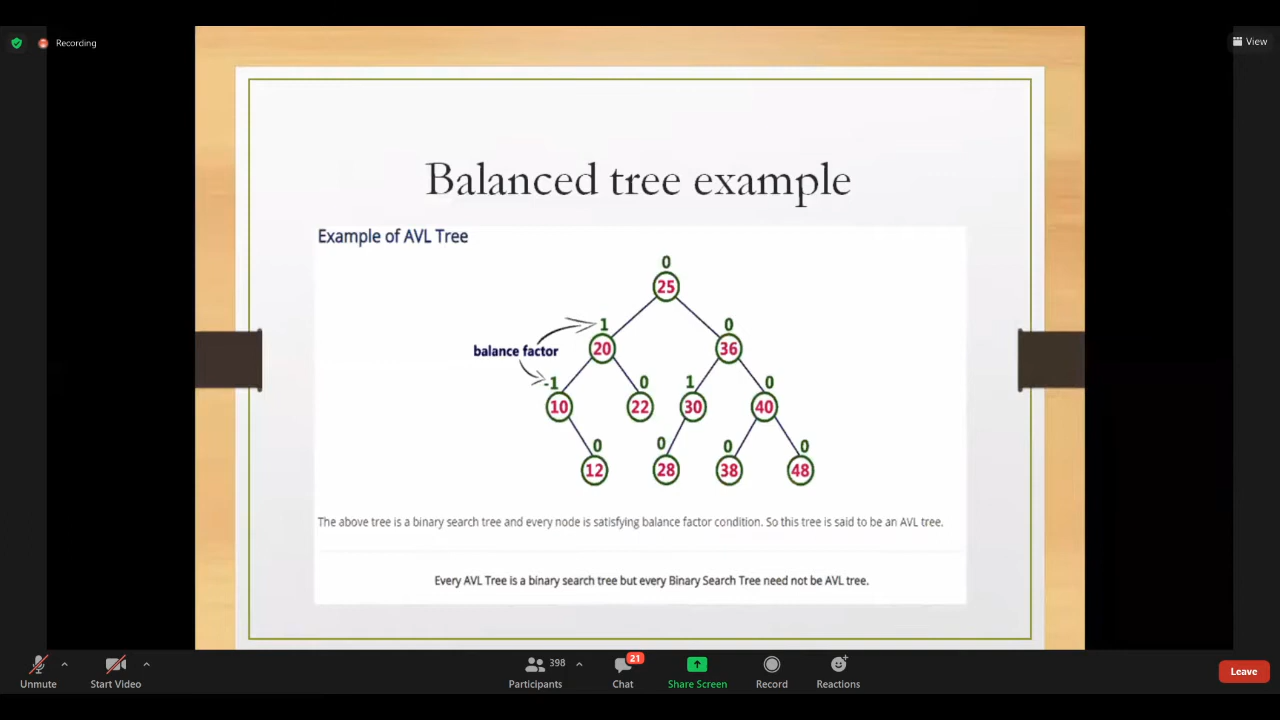 Recording
View
Balanced tree example
Example of AVL Tree
0
25
1
0
20
36
balance factor
-1
0
1
0
10
22
30
40
0
0
0
0
12
28
38
48
The above tree is a binary search tree and every node is satisfying balance factor condition. So this tree is said to be an AVL tree.
Every AVL Tree is a binary search tree but every Binary Search Tree need not be AVL tree.
398
21
Unmute
Start Video
Participants
Chat
Share Screen
Record
Reactions
Leave